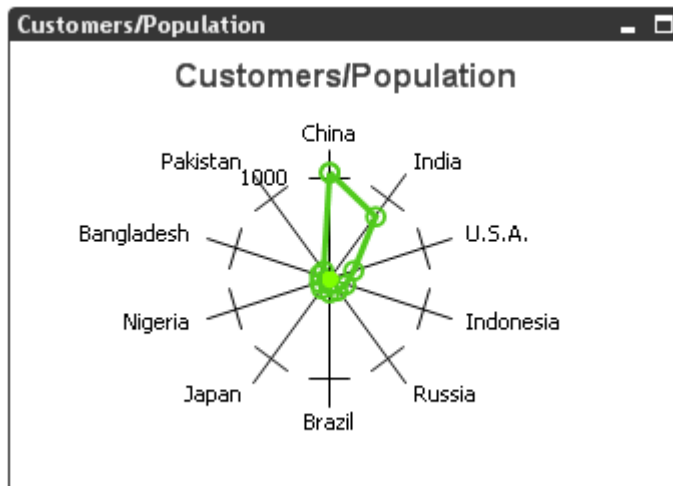 Customers/Population
Customers/Population
China
Pakistan
1000
India
Bangladesh
U.S.A.
Nigeria
Indonesia
Japan
Russia
Brazil